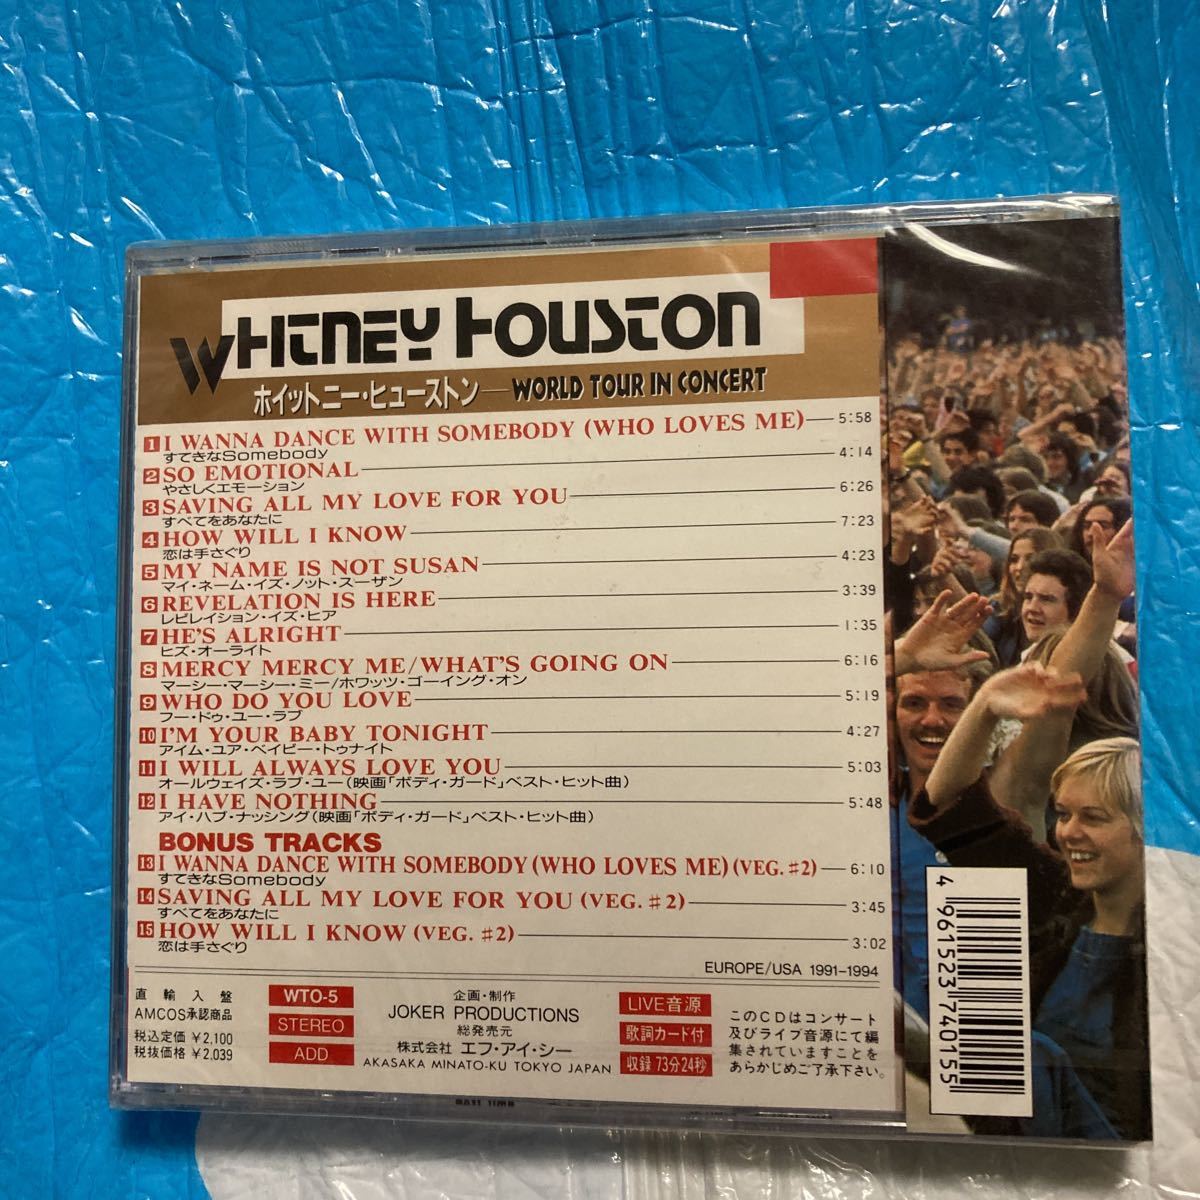 WHITNEY HOUSTON
ホイットニー・ヒューストン—WORLD TOUR IN CONCERT
1 I WANNA DANCE WITH SOMEBODY (WHO LOVES ME) 5:58
すてきなSomebody
2 SO EMOTIONAL 4:14
やさしくエモーション
3 SAVING ALL MY LOVE FOR YOU 6:26
すべてをあなたに
4 HOW WILL I KNOW 7:23
恋は手さぐり
5 MY NAME IS NOT SUSAN 4:23
マイ・ネーム・イズ・ノット・スーザン
6 REVELATION IS HERE 3:39
レビレイション・イズ・ヒア
7 HE'S ALRIGHT 1:35
ヒズ・オーライト
8 MERCY MERCY ME/WHAT'S GOING ON 6:16
マーシー・マーシー・ミー/ホワッツ・ゴーイング・オン
9 WHO DO YOU LOVE 5:19
フー・ドゥ・ユー・ラブ
10 I'M YOUR BABY TONIGHT 4:27
アイム・ユア・ベイビー・トゥナイト
11 I WILL ALWAYS LOVE YOU 5:03
オールウェイズ・ラブ・ユー(映画「ボディ・ガード」ベスト・ヒット曲)
12 I HAVE NOTHING 5:48
アイ・ハブ・ナッシング(映画「ボディ・ガード」ベスト・ヒット曲)
BONUS TRACKS
13 I WANNA DANCE WITH SOMEBODY (WHO LOVES ME) (VEG. #2) 6:10
すてきなSomebody
14 SAVING ALL MY LOVE FOR YOU (VEG. #2) 3:45
すべてをあなたに
15 HOW WILL I KNOW (VEG. #2) 3:02
恋は手さぐり
EUROPE/USA 1991-1994
直輸入盤
AMCOS承認商品
税込定価 ¥2,100
税抜価格 ¥2,039
WTO-5
STEREO
ADD
企画・制作
JOKER PRODUCTIONS
総発売元
株式会社 エフ・アイ・シー
AKASAKA MINATO-KU TOKYO JAPAN
LIVE音源
歌詞カード付
収録 73分24秒
このCDはコンサート
及びライブ音源にて編
集されていますことを
あらかじめご了承下さい。
4 961523 740155